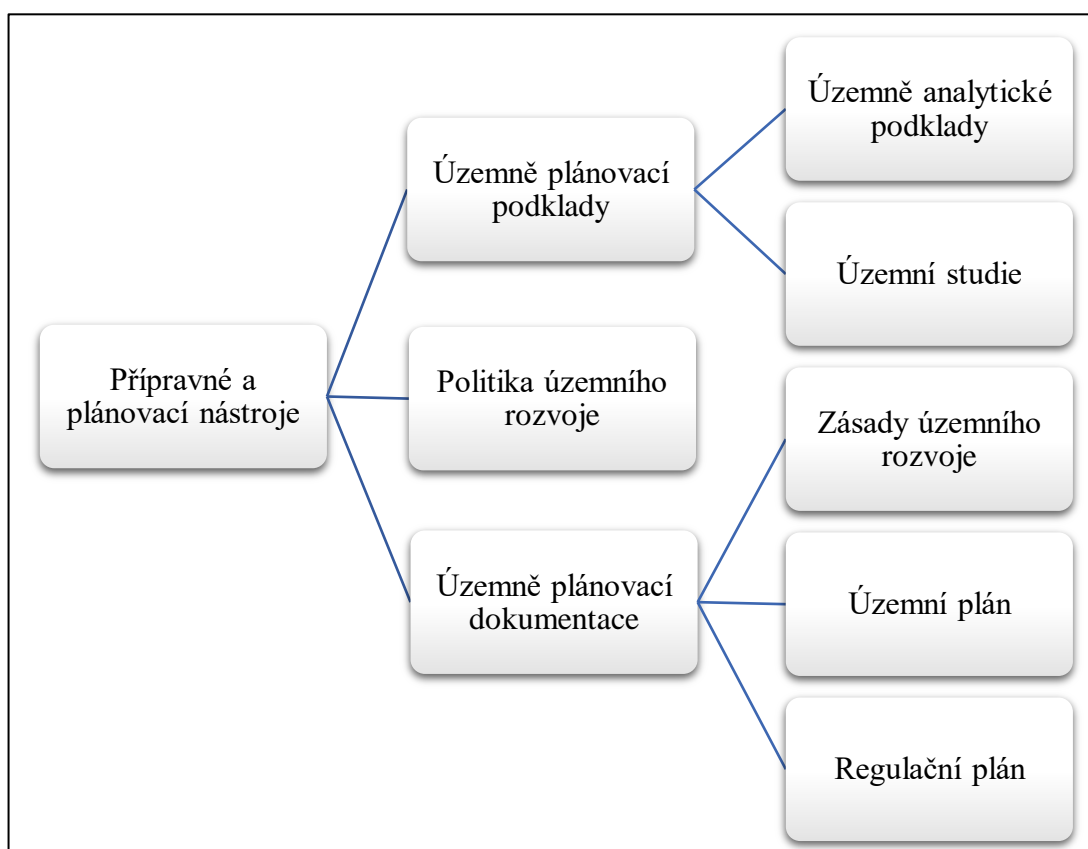 Přípravné a
plánovací nástroje
Územně plánovací
podklady
Územně analytické
podklady
Územní studie
Politika územního
rozvoje
Územně plánovací
dokumentace
Zásady územního
rozvoje
Územní plán
Regulační plán